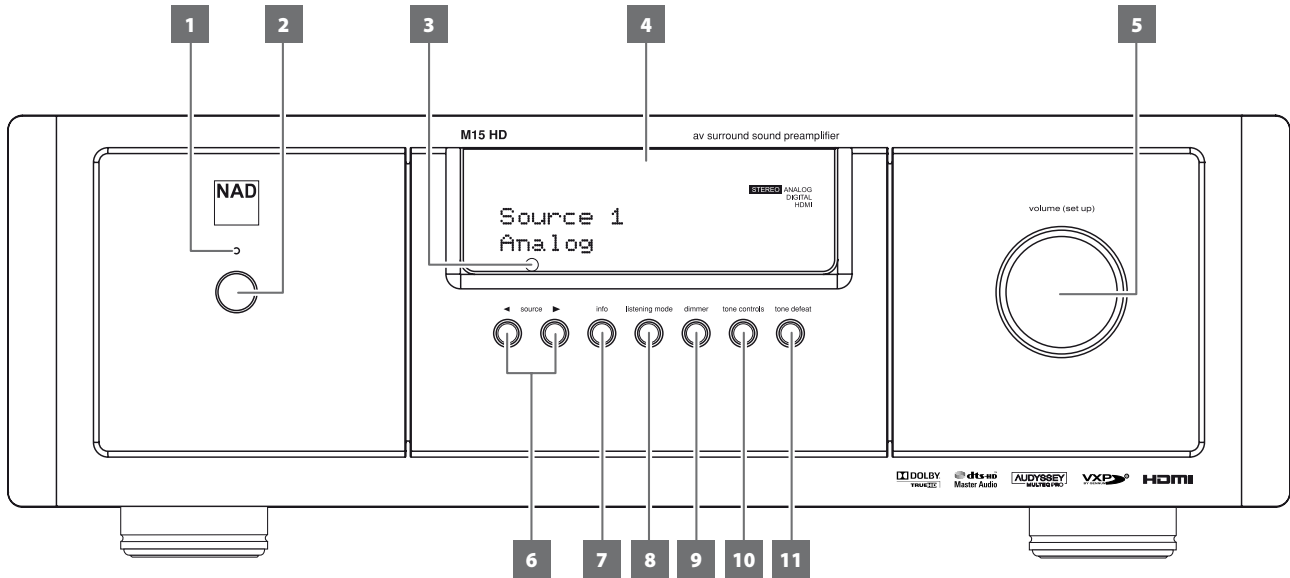 1 2 3 4 5
M15 HD av surround sound preamplifier
NAD
STEREO ANALOG
DIGITAL
HDMI
volume (set up)
Source 1
Analog
◄ source ► info listening mode dimmer tone controls tone defeat
DOLBY
TRUEHD
dts-HD
Master Audio
AUDYSSEY
MULTEQ PRO
VXP
HDMI
6 7 8 9 10 11